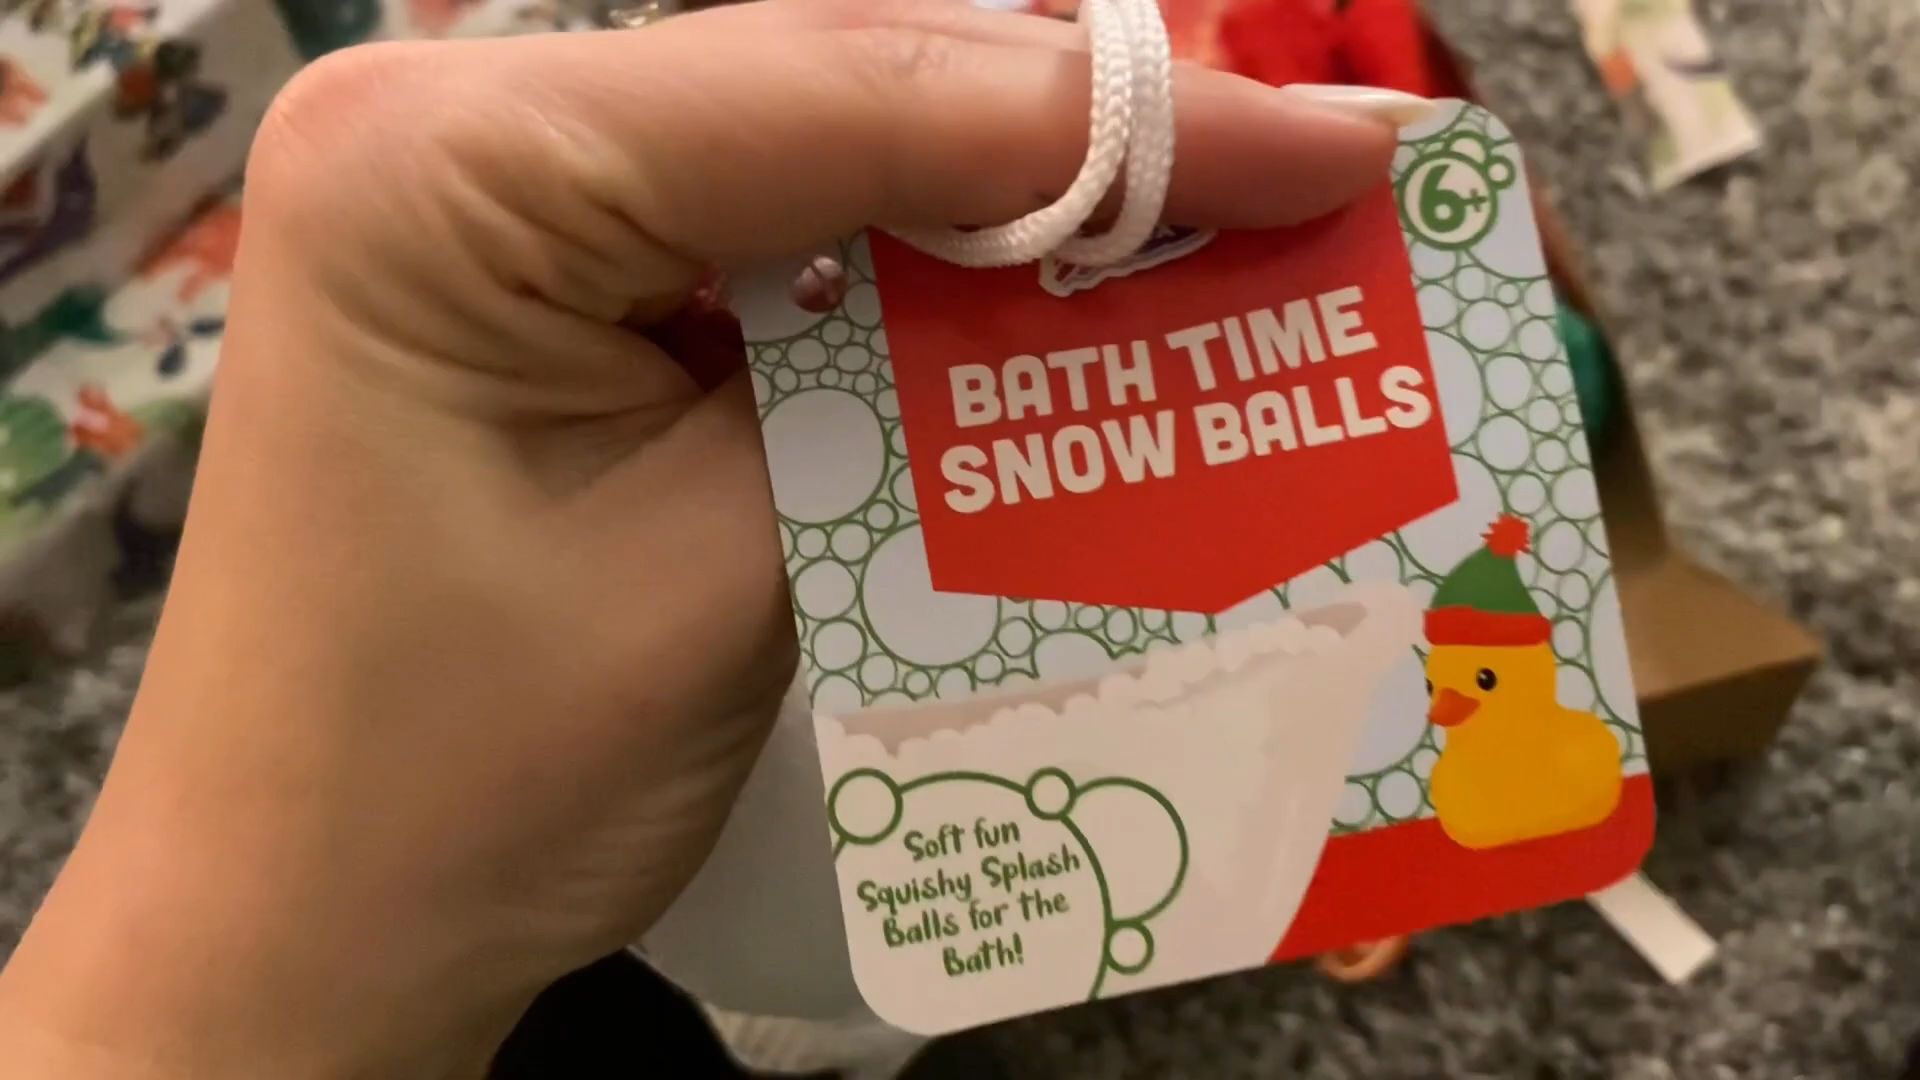 6+
BATH TIME
SNOW BALLS
Soft fun
Squishy Splash
Balls for the
Bath!